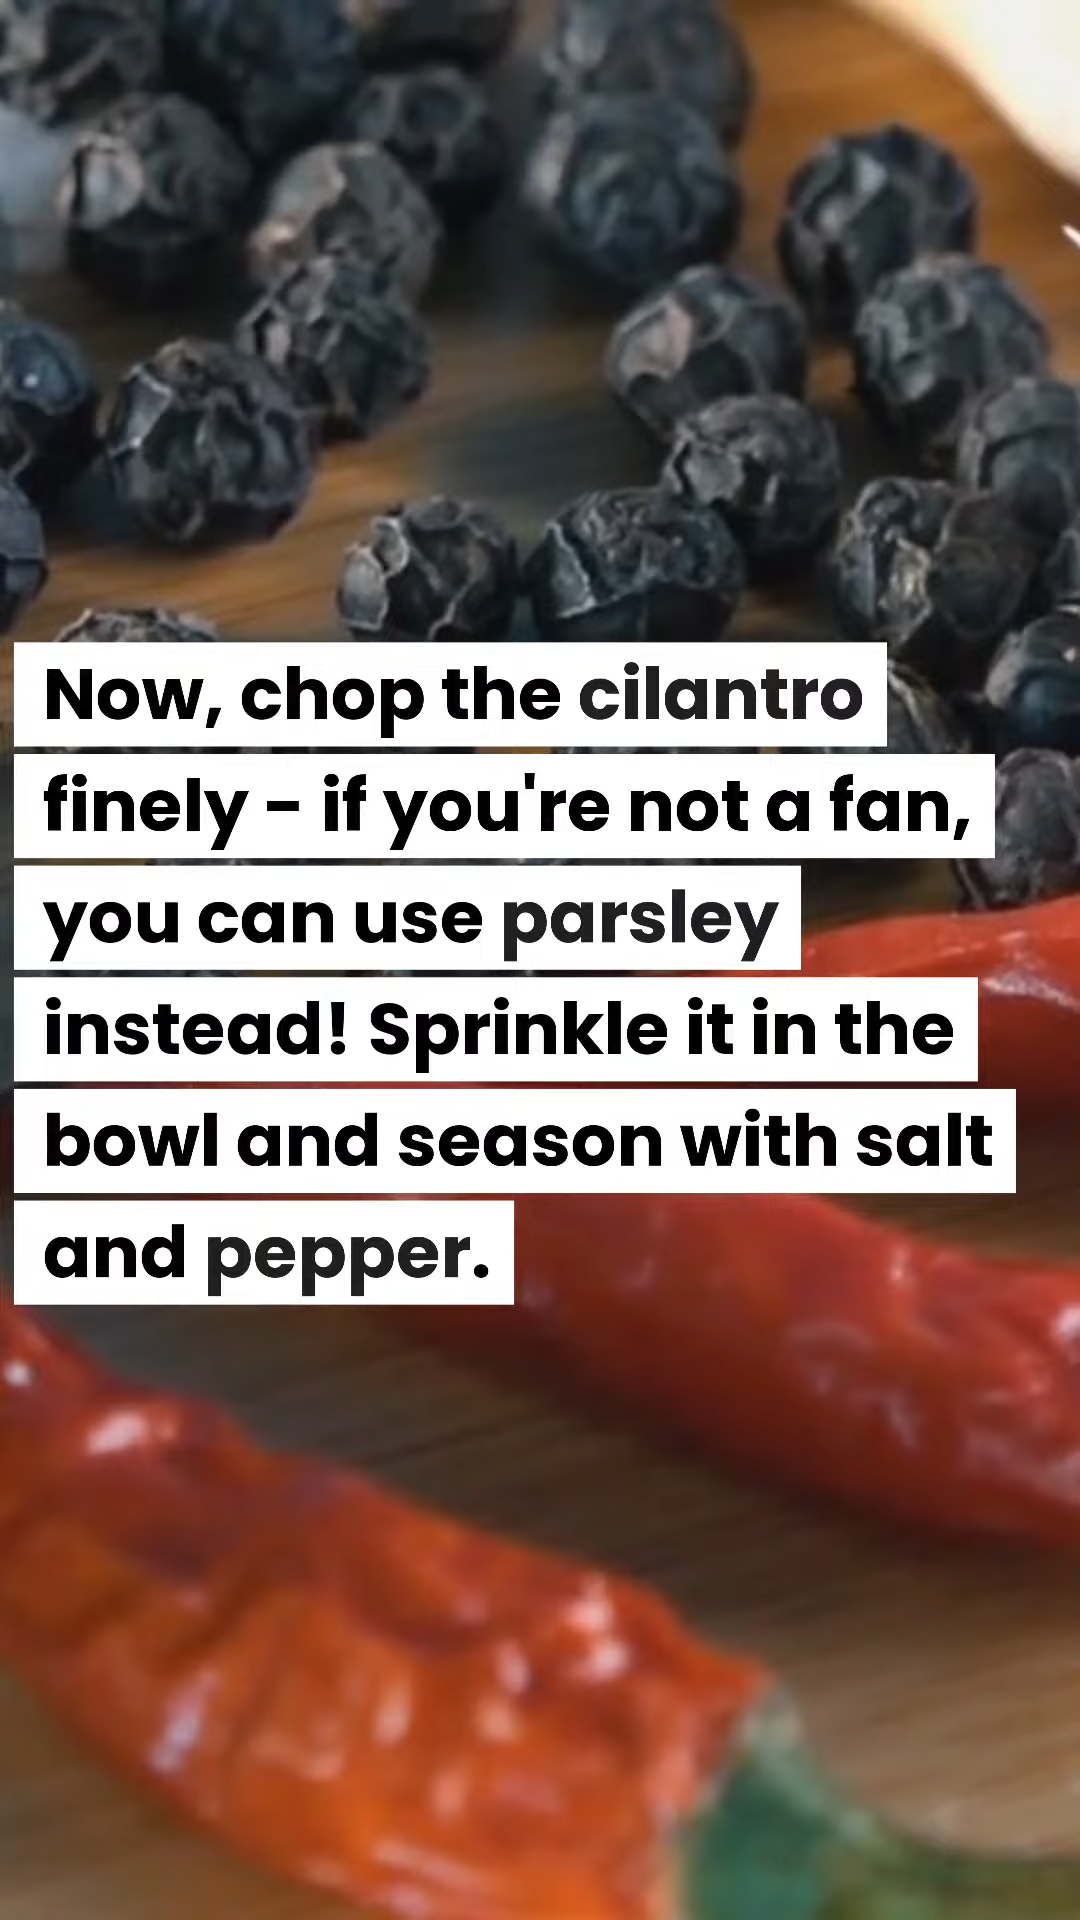 Now, chop the cilantro
finely – if you're not a fan,
you can use parsley
instead! Sprinkle it in the
bowl and season with salt
and pepper.